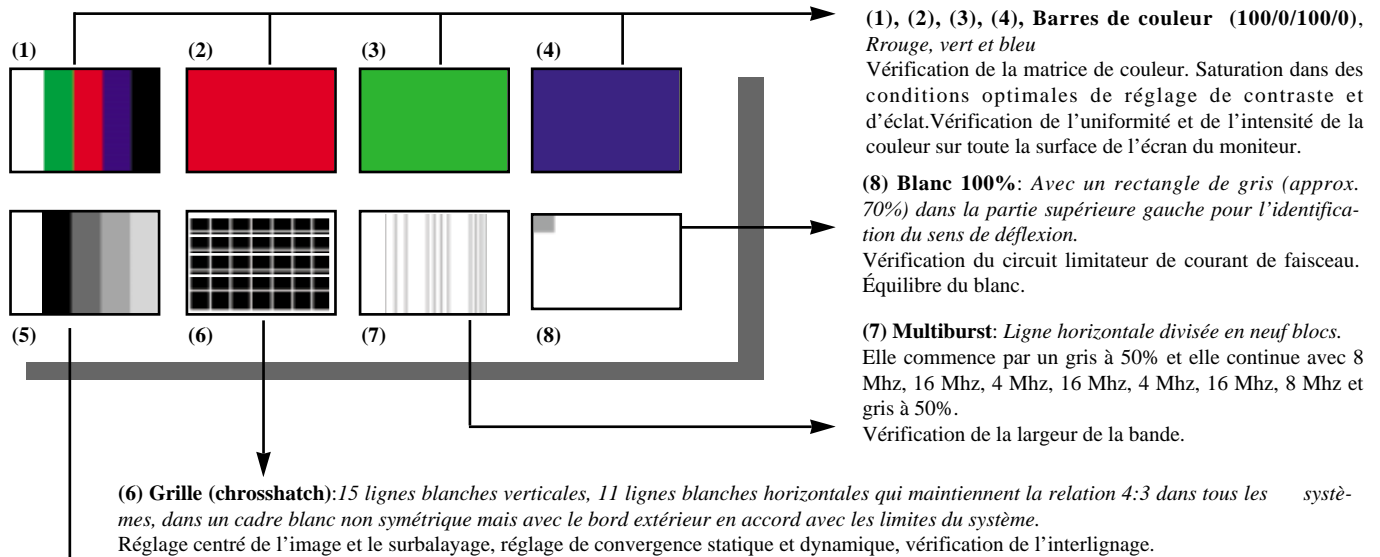 (1)
(2)
(3)
(4)
(5)
(6)
(7)
(8)
(1), (2), (3), (4), Barres de couleur (100/0/100/0),
Rrouge, vert et bleu
Vérification de la matrice de couleur. Saturation dans des
conditions optimales de réglage de contraste et
d’éclat.Vérification de l’uniformité et de l’intensité de la
couleur sur toute la surface de l’écran du moniteur.
(8) Blanc 100%: Avec un rectangle de gris (approx.
70%) dans la partie supérieure gauche pour l’identifica-
tion du sens de déflexion.
Vérification du circuit limitateur de courant de faisceau.
Équilibre du blanc.
(7) Multiburst: Ligne horizontale divisée en neuf blocs.
Elle commence par un gris à 50% et elle continue avec 8
Mhz, 16 Mhz, 4 Mhz, 16 Mhz, 4 Mhz, 16 Mhz, 8 Mhz et
gris à 50%.
Vérification de la largeur de la bande.
(6) Grille (chrosshatch):15 lignes blanches verticales, 11 lignes blanches horizontales qui maintiennent la relation 4:3 dans tous les systè-
mes, dans un cadre blanc non symétrique mais avec le bord extérieur en accord avec les limites du système.
Réglage centré de l’image et le surbalayage, réglage de convergence statique et dynamique, vérification de l’interlignage.